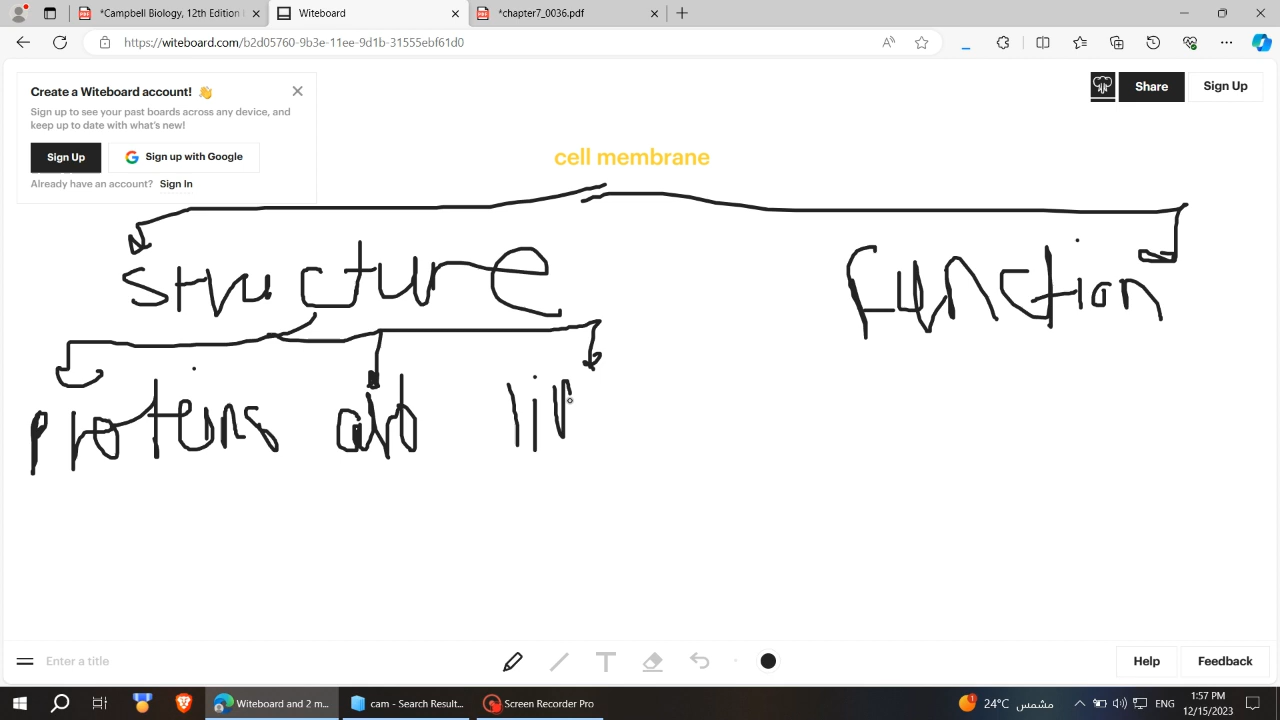 *Campbell Biology, 12th Edition
Witeboard
*chapter7_0036.pdf
https://witeboard.com/b2d05760-9b3e-11ee-9d1b-31555ebf61d0
Create a Witeboard account! 👋
Sign up to see your past boards across any device, and
keep up to date with what's new!
Sign Up
Sign up with Google
Already have an account? Sign In
Share
Sign Up
cell membrane
structure
function
proteins
lip
Enter a title
Help
Feedback
Witeboard and 2 m...
cam - Search Result...
Screen Recorder Pro
1
24°C مشمس
ENG
1:57 PM
12/15/2023